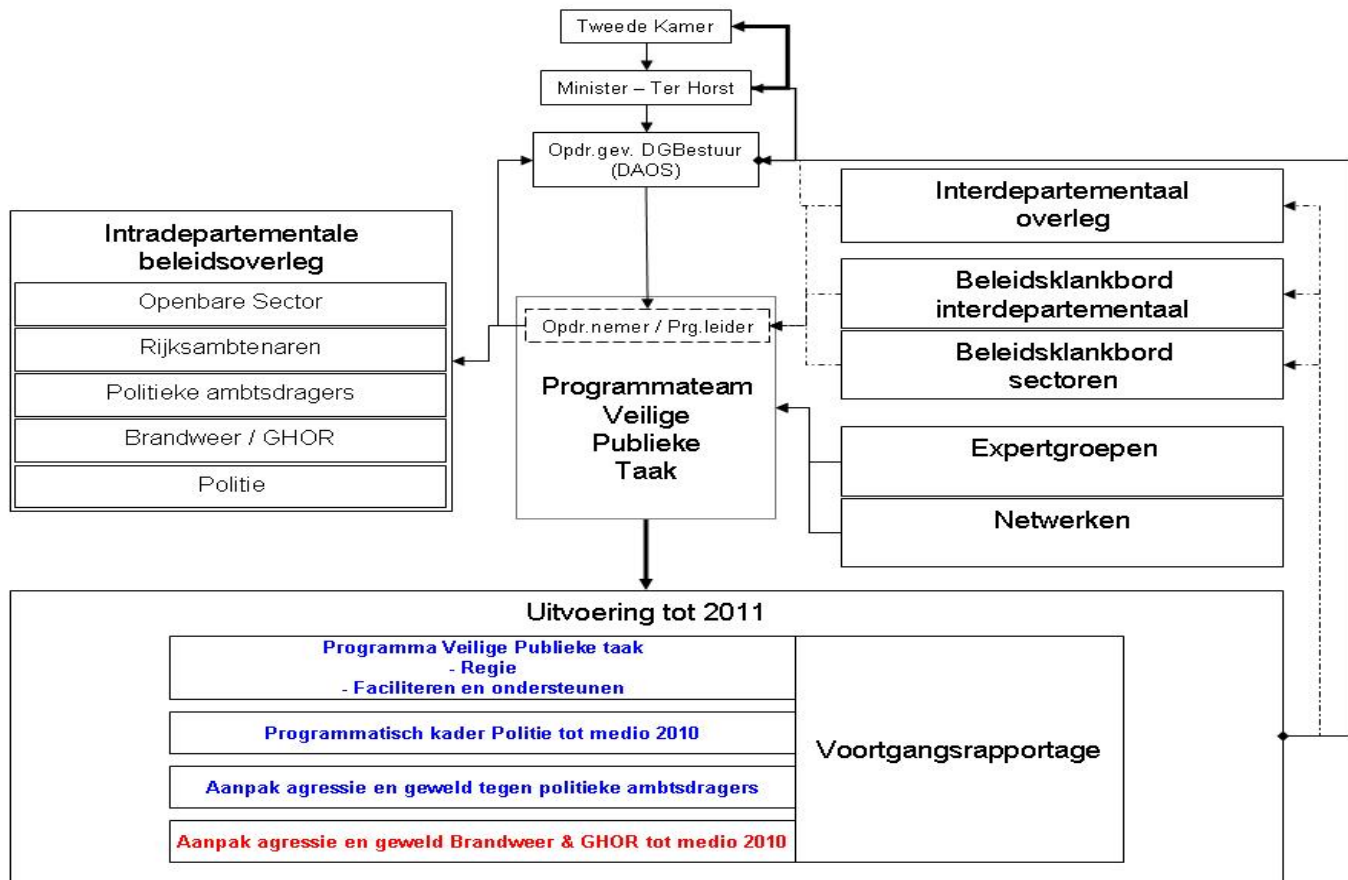 Tweede Kamer
Minister – Ter Horst
Opdr.gev. DGBestuur
(DAOS)
Intradepartementale
beleidsoverleg
Openbare Sector
Rijksambtenaren
Politieke ambtsdragers
Brandweer / GHOR
Politie
Opdr.nemer / Prg.leider
Programmateam
Veilige
Publieke
Taak
Interdepartementaal
overleg
Beleidsklankbord
interdepartementaal
Beleidsklankbord
sectoren
Expertgroepen
Netwerken
Uitvoering tot 2011
Programma Veilige Publieke taak
- Regie
- Faciliteren en ondersteunen
Programmatisch kader Politie tot medio 2010
Aanpak agressie en geweld tegen politieke ambtsdragers
Aanpak agressie en geweld Brandweer & GHOR tot medio 2010
Voortgangsrapportage